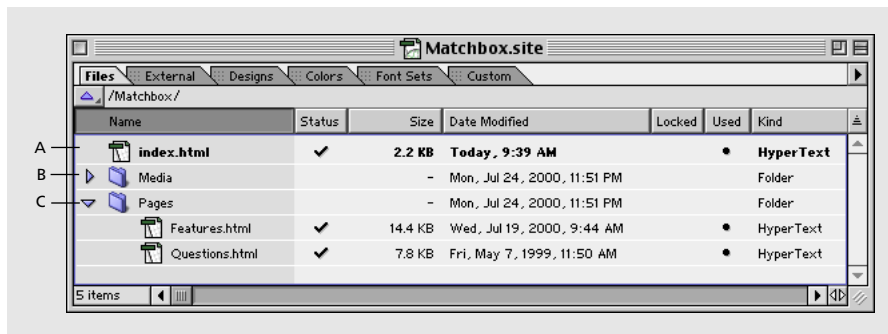 Matchbox.site
Files External Designs Colors Font Sets Custom
/Matchbox/
Name Status Size Date Modified Locked Used Kind
A index.html 2.2 KB Today, 9:39 AM HyperText
B Media – Mon, Jul 24, 2000, 11:51 PM Folder
C Pages – Mon, Jul 24, 2000, 11:51 PM Folder
Features.html 14.4 KB Wed, Jul 19, 2000, 9:44 AM HyperText
Questions.html 7.8 KB Fri, May 7, 1999, 11:50 AM HyperText
5 items